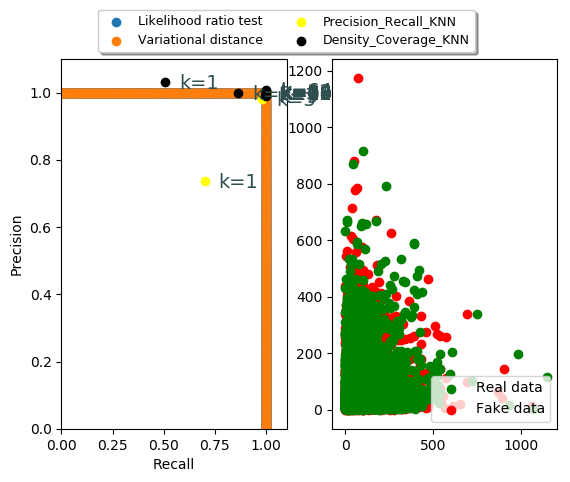 Likelihood ratio test
Variational distance
Precision_Recall_KNN
Density_Coverage_KNN
k=1
k=1
Precision
1.0
0.8
0.6
0.4
0.2
0.0
0.00 0.25 0.50 0.75 1.00
Recall
1200
1000
800
600
400
200
0
0 500 1000
Real data
Fake data